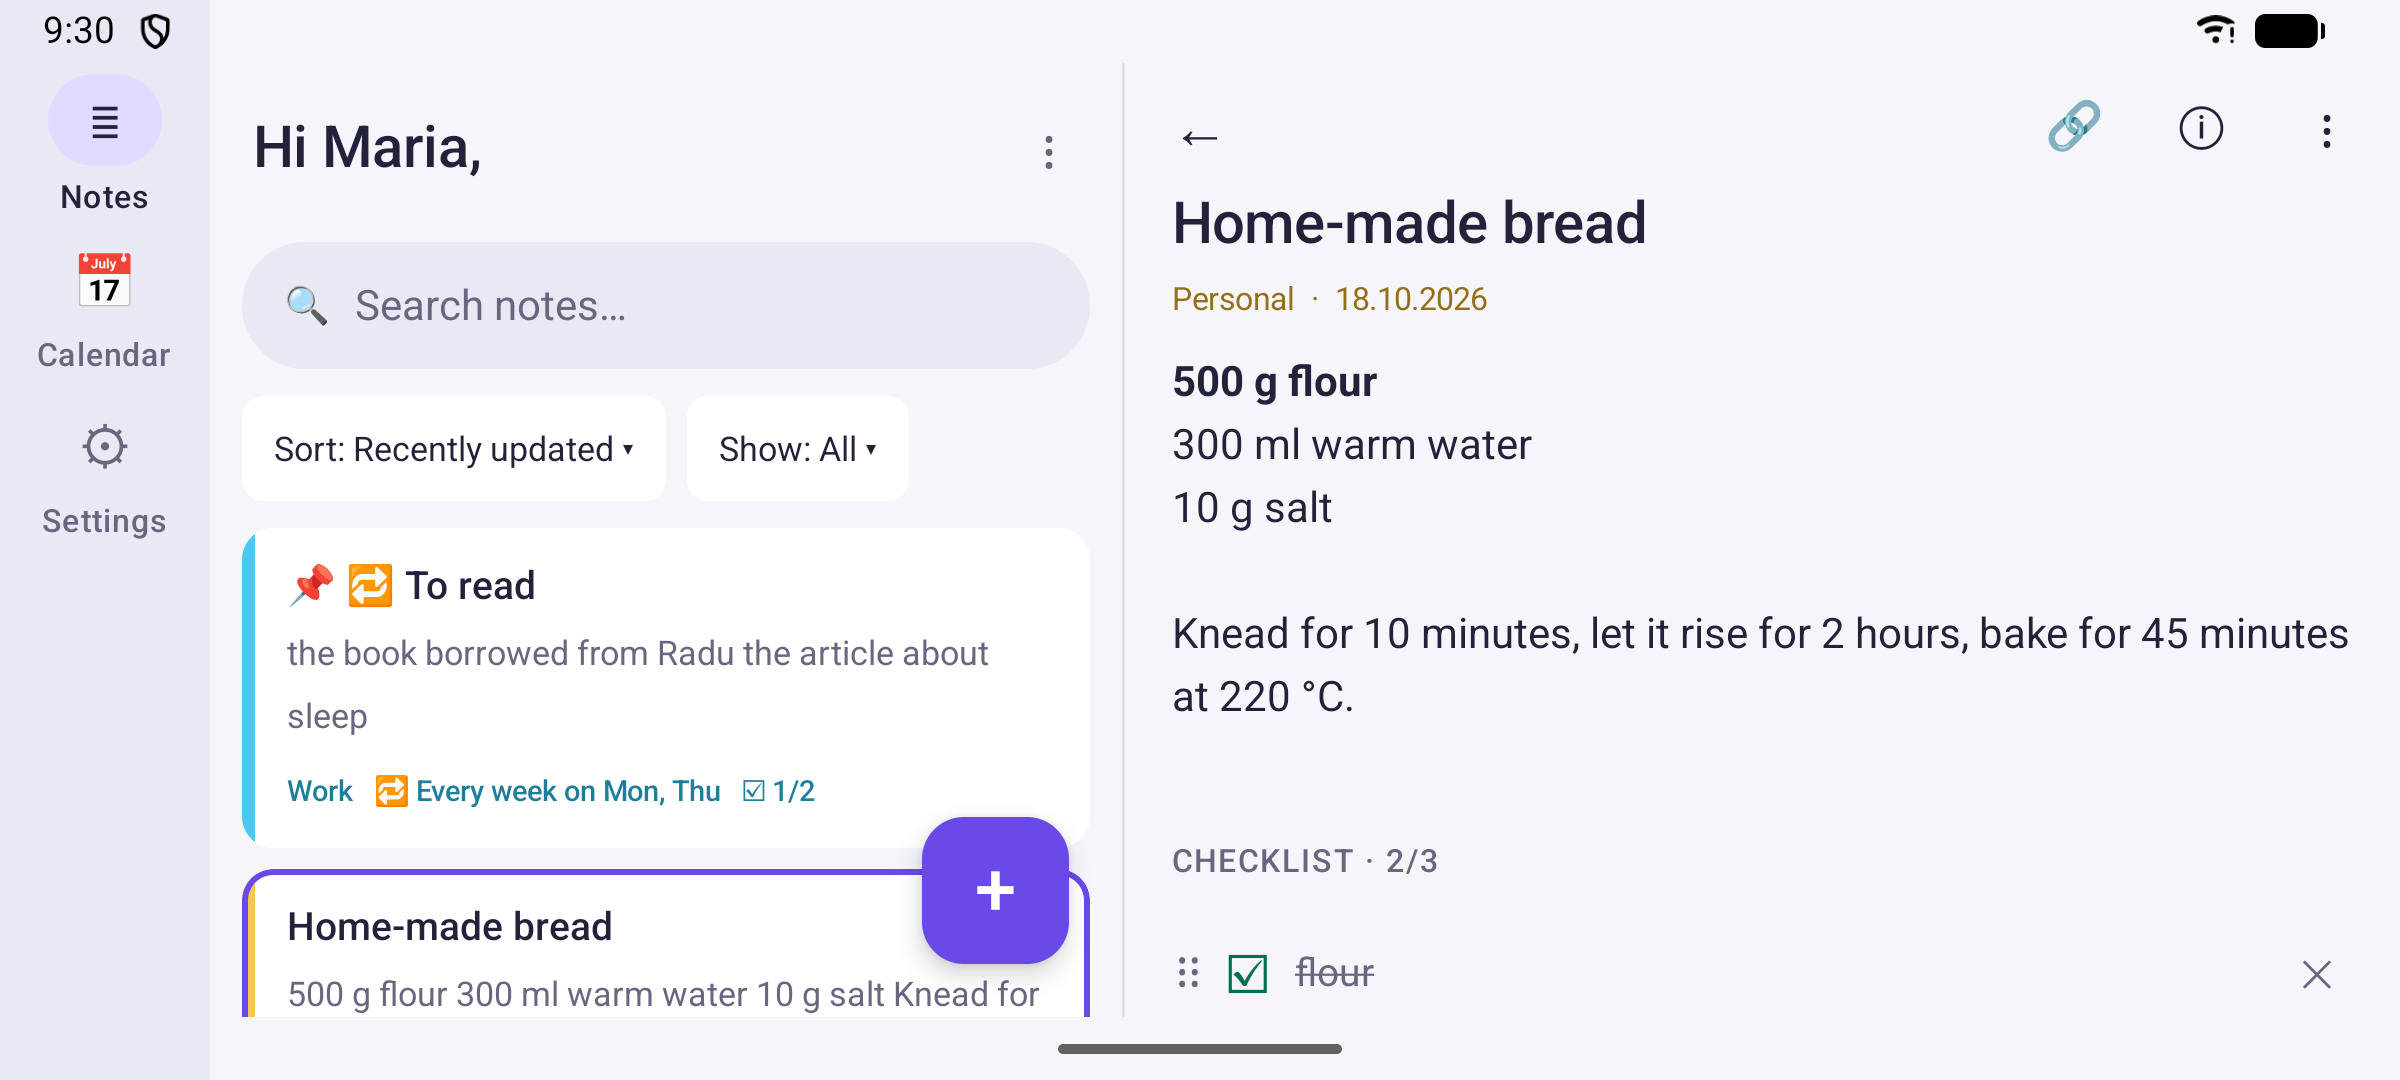 9:30
Notes
July
17
Calendar
Settings
Hi Maria,
🔍 Search notes…
Sort: Recently updated ▾
Show: All ▾
📌 🔁 To read
the book borrowed from Radu the article about
sleep
Work 🔁 Every week on Mon, Thu ☑ 1/2
+
Home-made bread
500 g flour 300 ml warm water 10 g salt Knead for
Home-made bread
Personal · 18.10.2026
500 g flour
300 ml warm water
10 g salt
Knead for 10 minutes, let it rise for 2 hours, bake for 45 minutes
at 220 °C.
CHECKLIST · 2/3
☑ flour